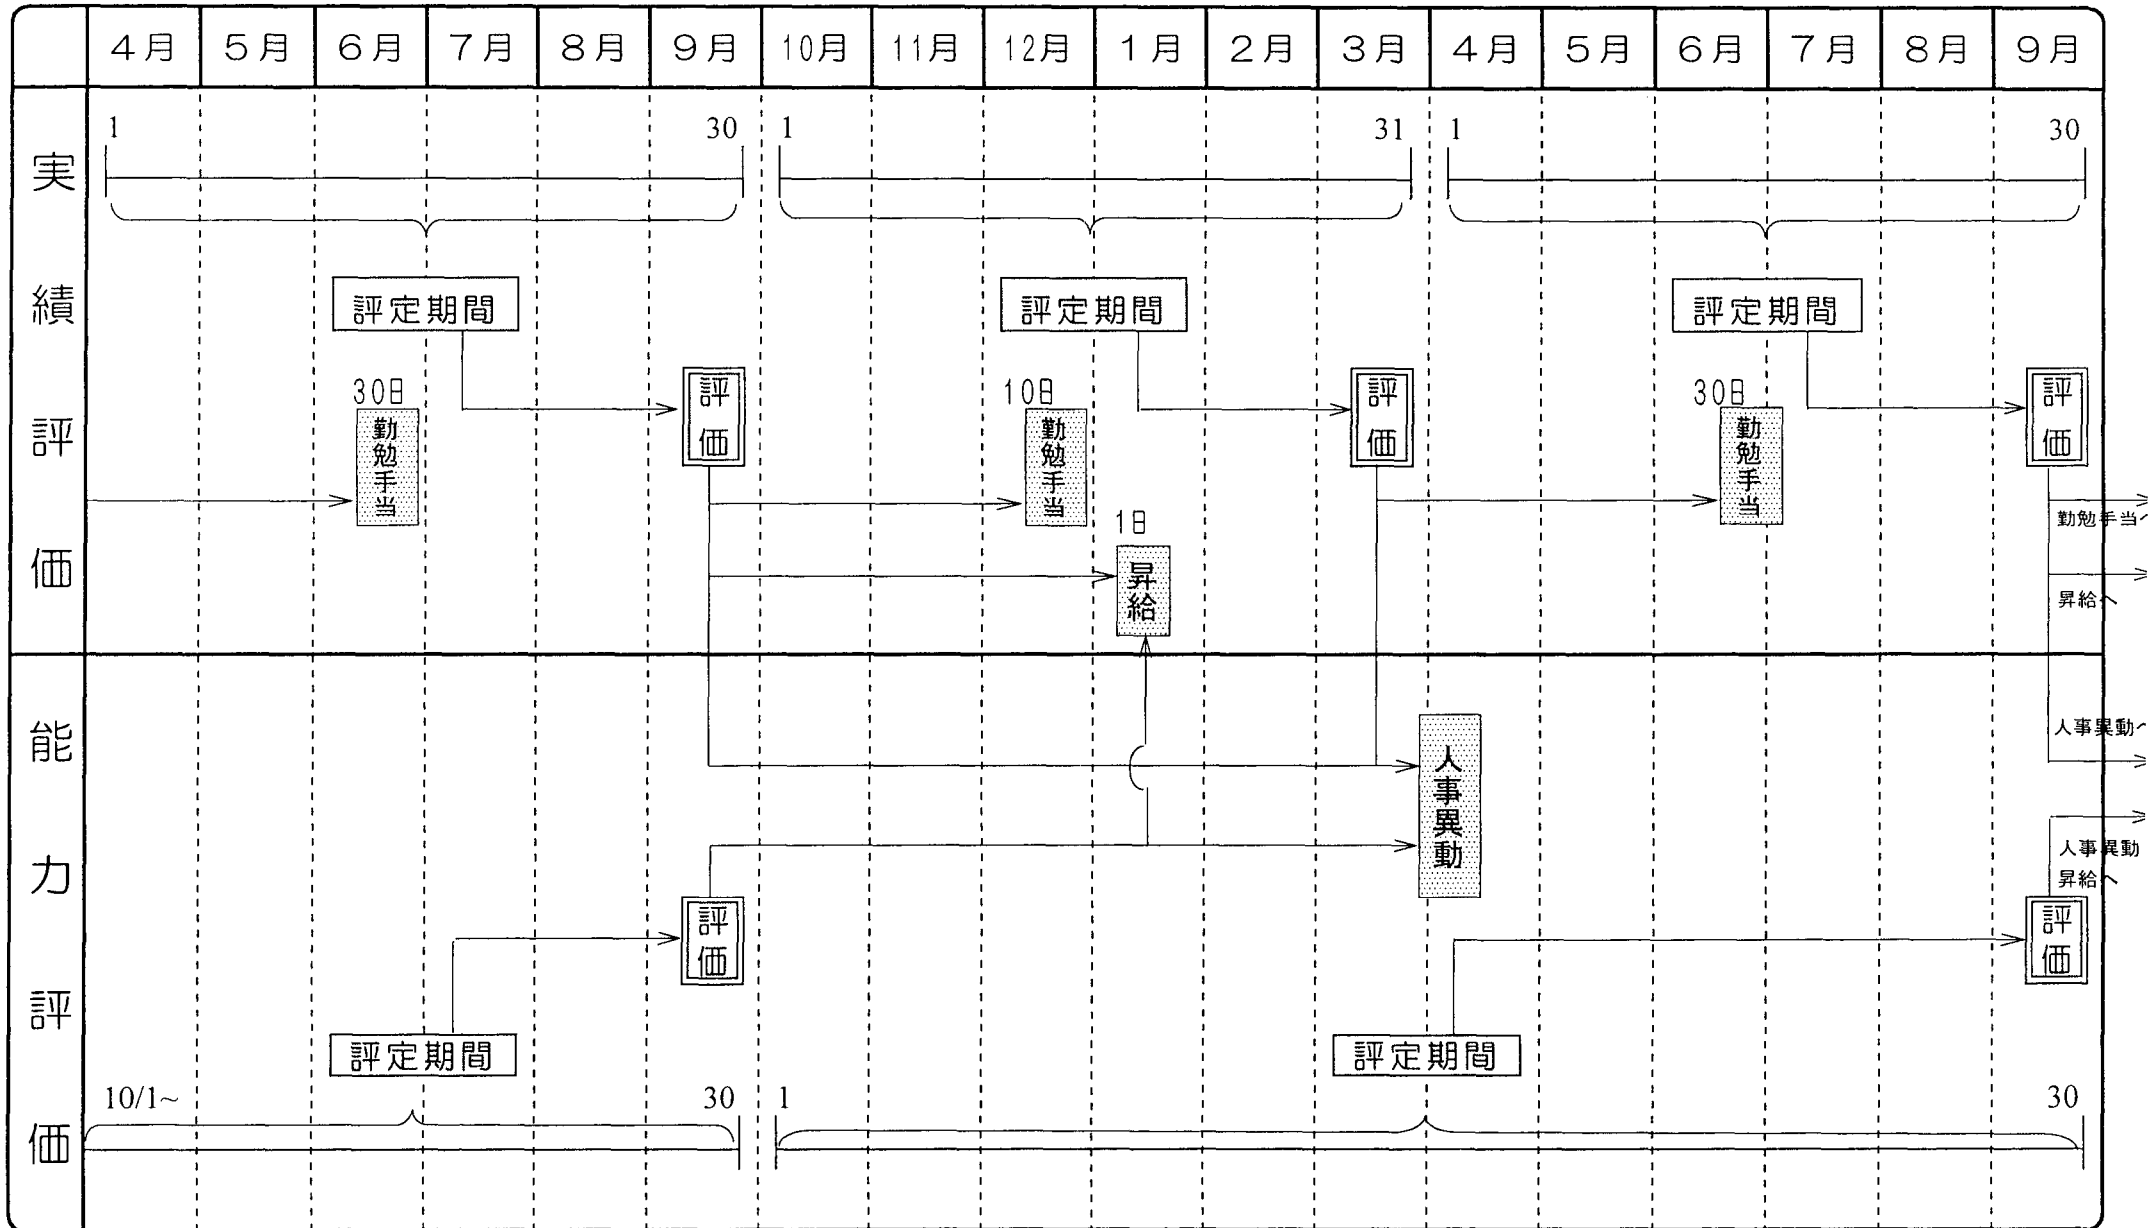 4月 5月 6月 7月 8月 9月 10月 11月 12月 1月 2月 3月 4月 5月 6月 7月 8月 9月
実績評価
1 30 1 31 1 30
評定期間 評定期間 評定期間
評価 評価 評価
30日 10日 30日
勤勉手当 勤勉手当 勤勉手当
勤勉手当へ
1日
昇給
昇給へ
能力評価
人事異動へ
人事異動
人事異動
昇給へ
評価 評価
評定期間 評定期間
10/1~ 30 1 30